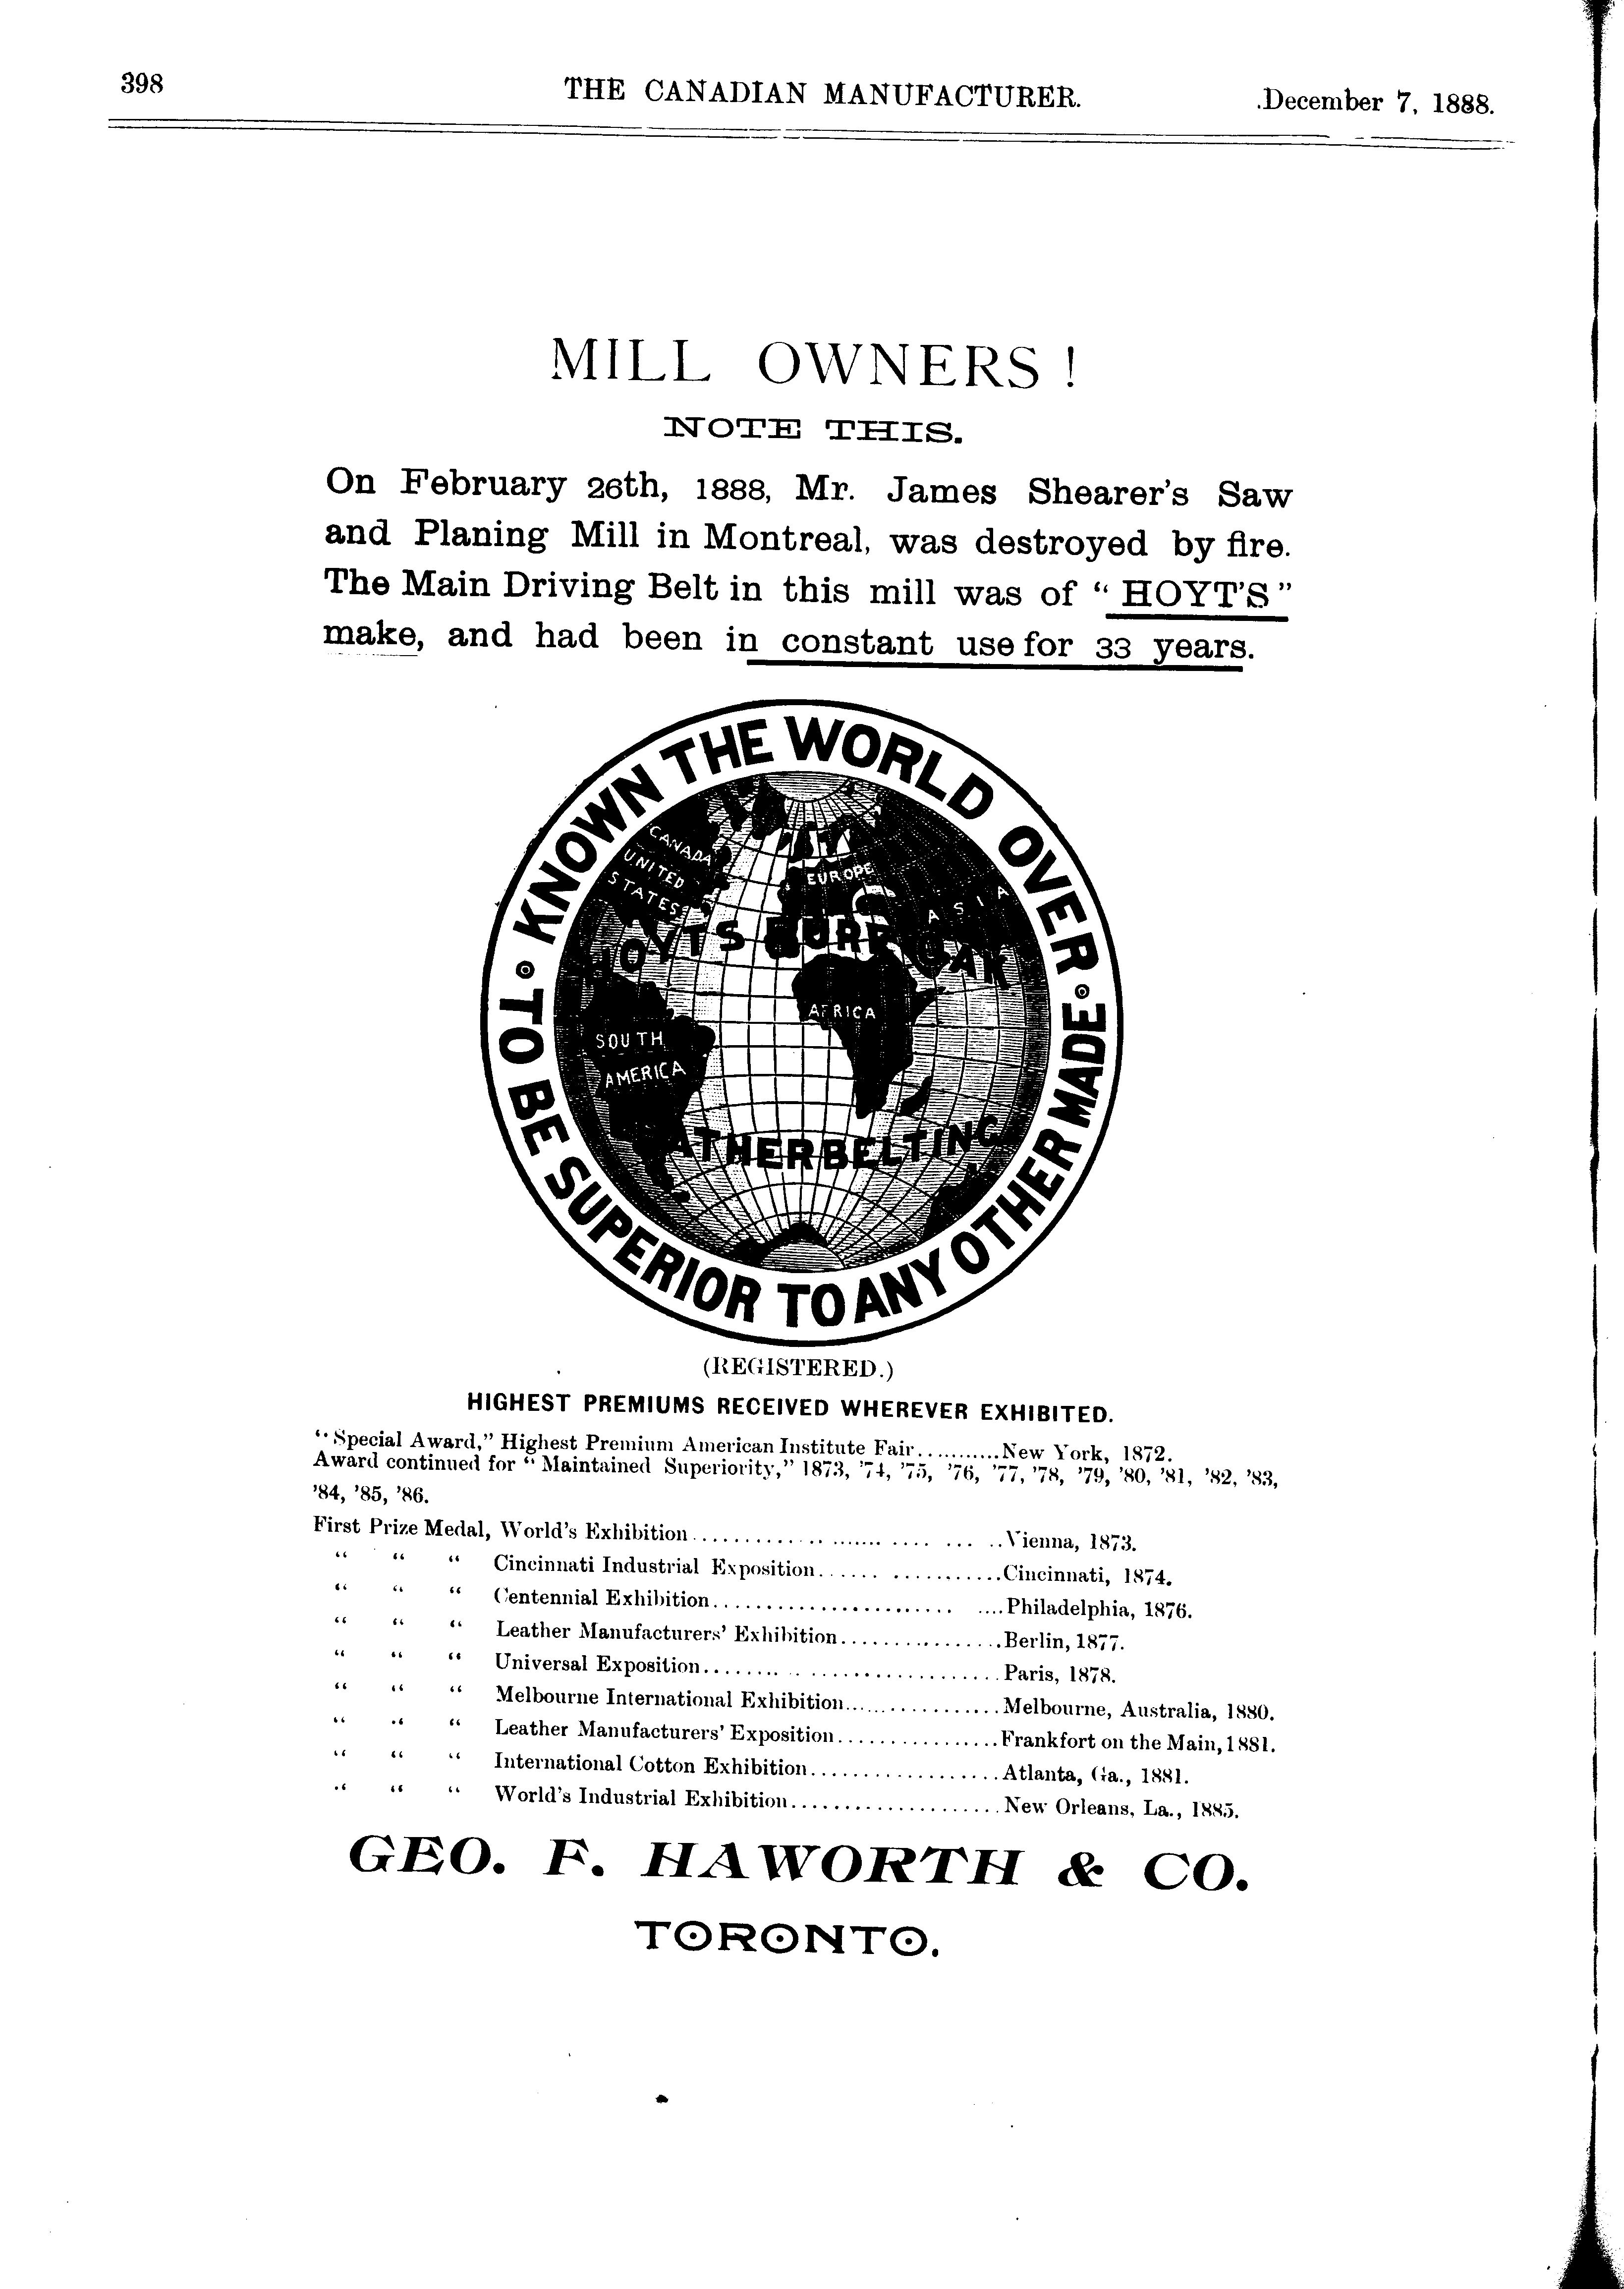 398
THE CANADIAN MANUFACTURER.
December 7, 1888.
MILL OWNERS!
NOTE THIS.
On February 26th, 1888, Mr. James Shearer's Saw
and Planing Mill in Montreal, was destroyed by fire.
The Main Driving Belt in this mill was of "HOYT'S"
make, and had been in constant use for 33 years.
KNOWN THE WORLD OVER
TO BE SUPERIOR TO ANY OTHER MADE
CANADA
UNITED
STATES
EUROPE
ASIA
AFRICA
SOUTH
AMERICA
BELTING
(REGISTERED.)
HIGHEST PREMIUMS RECEIVED WHEREVER EXHIBITED.
"Special Award," Highest Premium American Institute Fair...........New York, 1872.
Award continued for "Maintained Superiority," 1873, '74, '75, '76, '77, '78, '79, '80, '81, '82, '83,
'84, '85, '86.
First Prize Medal, World's Exhibition...........Vienna, 1873.
" " " Cincinnati Industrial Exposition...........Cincinnati, 1874.
" " " Centennial Exhibition...........Philadelphia, 1876.
" " " Leather Manufacturers' Exhibition...........Berlin, 1877.
" " " Universal Exposition...........Paris, 1878.
" " " Melbourne International Exhibition...........Melbourne, Australia, 1880.
" " " Leather Manufacturers' Exposition...........Frankfort on the Main, 1881.
" " " International Cotton Exhibition...........Atlanta, Ga., 1881.
" " " World's Industrial Exhibition...........New Orleans, La., 1885.
GEO. F. HAWORTH & CO.
TORONTO.